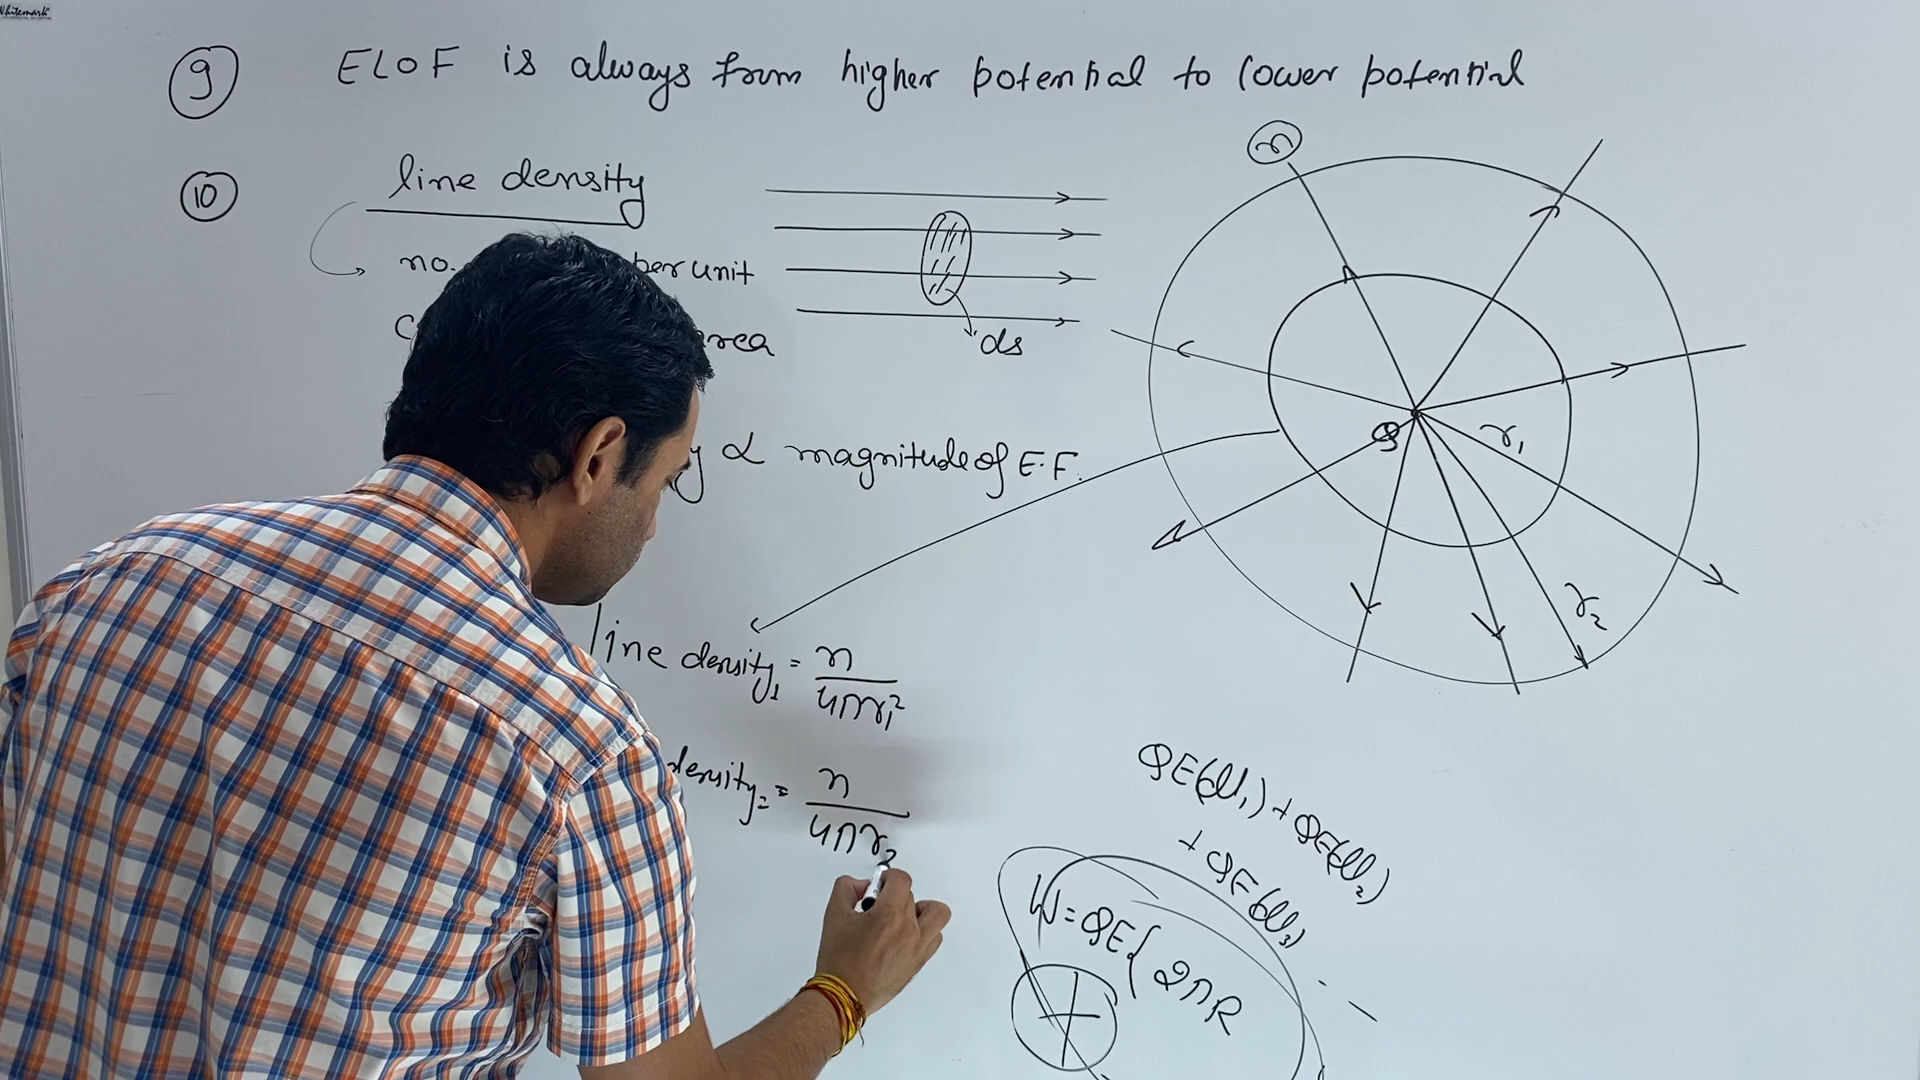 Whitemark
9 ELOF is always from higher potential to lower potential
10 line density
no. per unit
area
ds
∝ magnitude of E.F.
n
Q
r₁
r₂
line density₁ = n / 4πr₁²
density₂ = n / 4πr₂
QE(dl₁) + QE(dl₂)
+ QE(dl₃)
W = QE{ 2πR
+